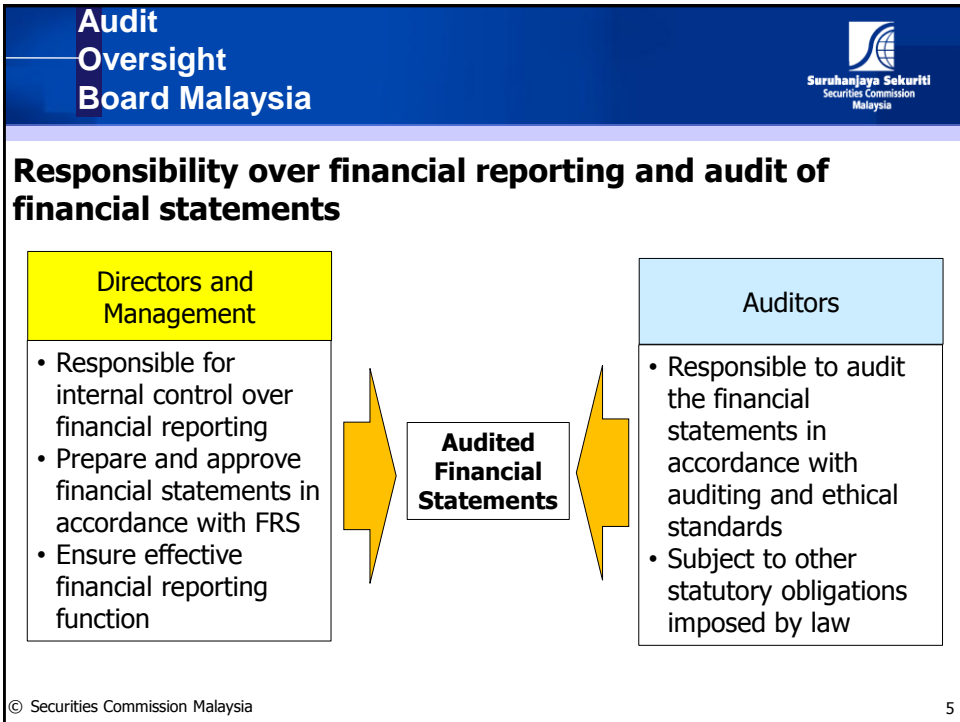 Audit
Oversight
Board Malaysia
Suruhanjaya Sekuriti
Securities Commission
Malaysia
Responsibility over financial reporting and audit of
financial statements
Directors and
Management
• Responsible for
internal control over
financial reporting
• Prepare and approve
financial statements in
accordance with FRS
• Ensure effective
financial reporting
function
Audited
Financial
Statements
Auditors
• Responsible to audit
the financial
statements in
accordance with
auditing and ethical
standards
• Subject to other
statutory obligations
imposed by law
© Securities Commission Malaysia
5